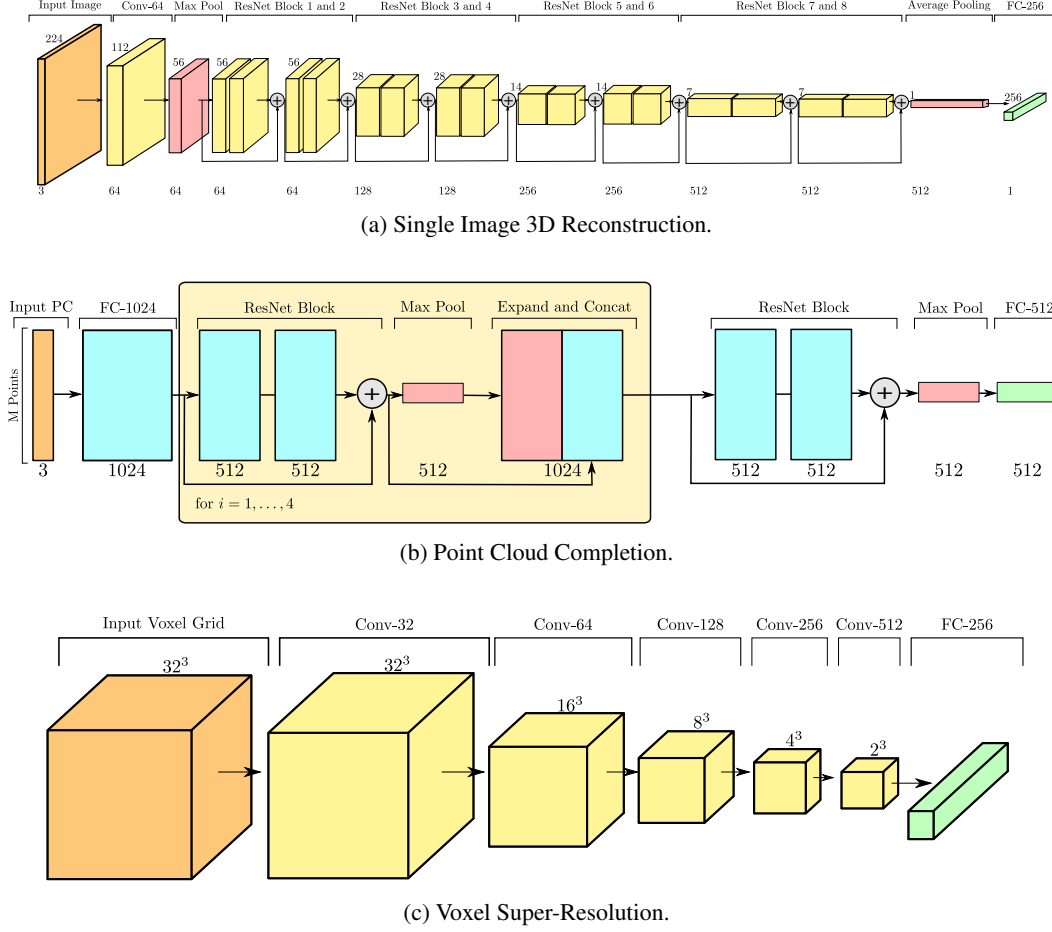 Input Image Conv-64 Max Pool ResNet Block 1 and 2 ResNet Block 3 and 4 ResNet Block 5 and 6 ResNet Block 7 and 8 Average Pooling FC-256
224 112 56 56 56 28 28 14 14 7 7 1 256
3 64 64 64 64 128 128 256 256 512 512 512 1
(a) Single Image 3D Reconstruction.
Input PC FC-1024 ResNet Block Max Pool Expand and Concat ResNet Block Max Pool FC-512
M Points
+ +
3 1024 512 512 512 1024 512 512 512 512
for i = 1, . . . , 4
(b) Point Cloud Completion.
Input Voxel Grid Conv-32 Conv-64 Conv-128 Conv-256 Conv-512 FC-256
32³ 32³ 16³ 8³ 4³ 2³
(c) Voxel Super-Resolution.